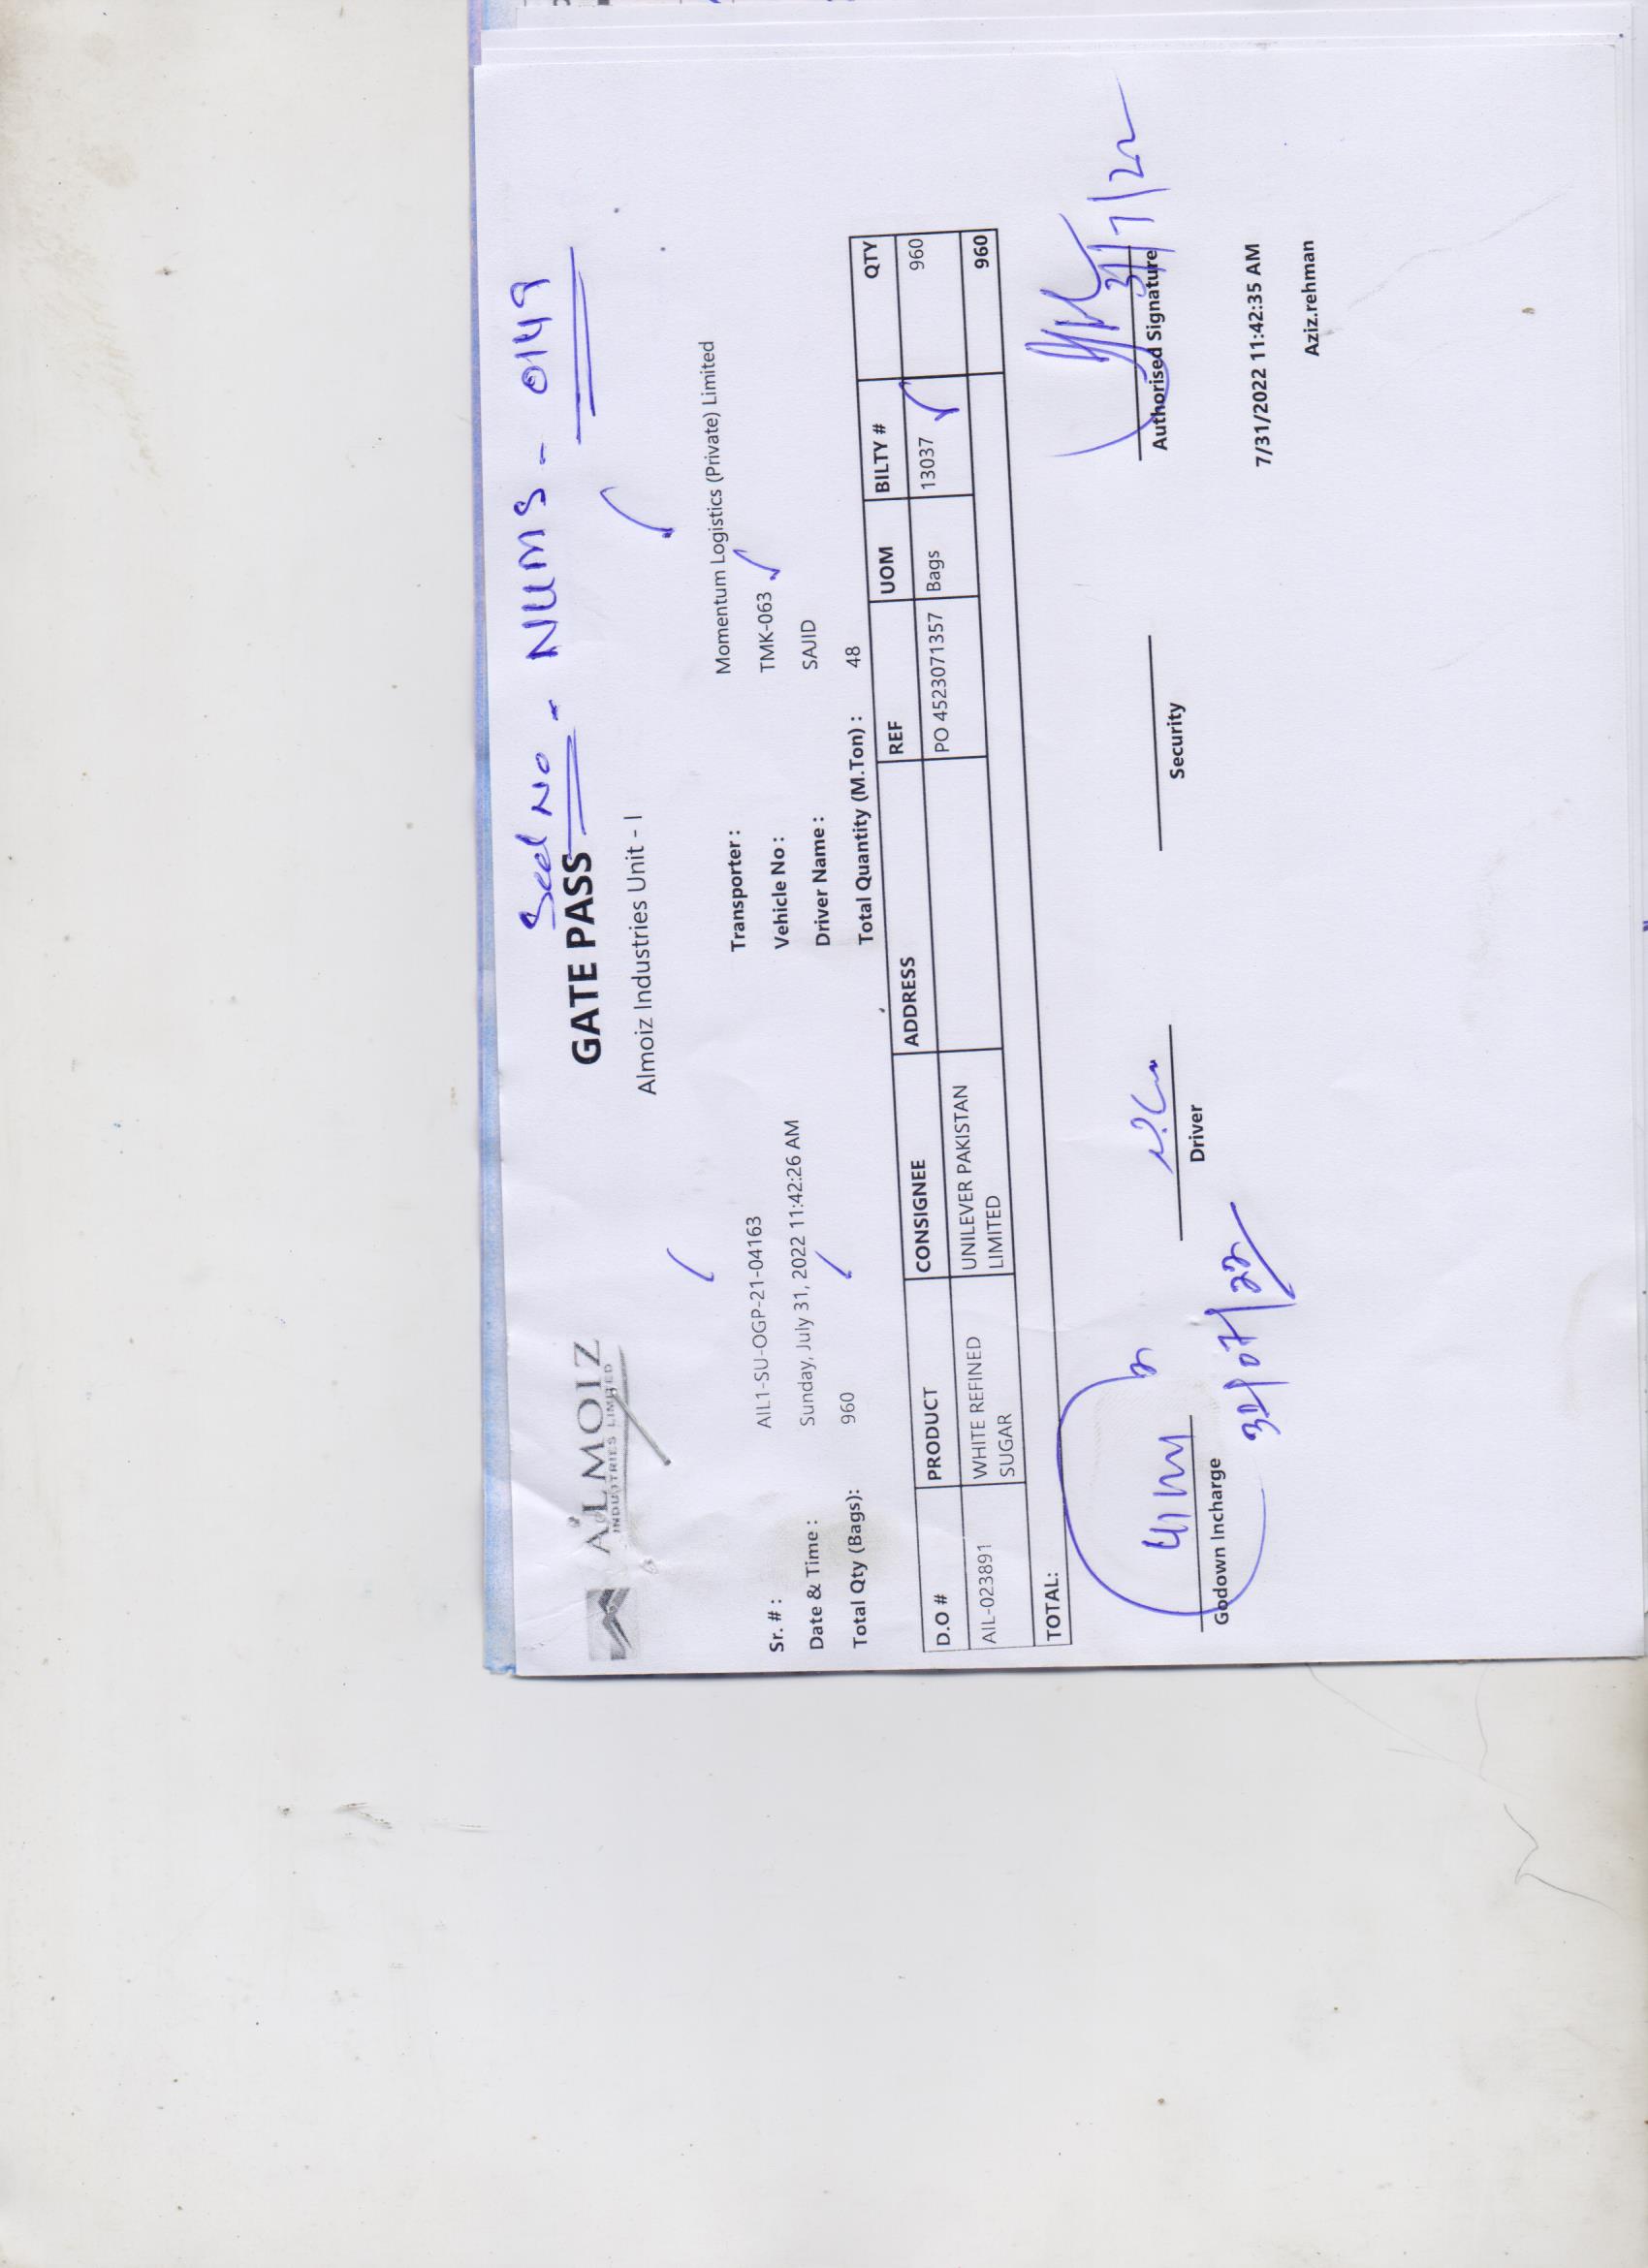 Seel No - NUMS - 0149
GATE PASS
ALMOIZ
INDUSTRIES LIMITED
Almoiz Industries Unit - I
Sr. # : AIL1-SU-OGP-21-04163
Transporter : Momentum Logistics (Private) Limited
Date & Time : Sunday, July 31, 2022 11:42:26 AM
Vehicle No : TMK-063
Total Qty (Bags): 960
Driver Name : SAJID
Total Quantity (M.Ton) : 48
D.O # PRODUCT CONSIGNEE ADDRESS REF UOM BILTY # QTY
AIL-023891 WHITE REFINED SUGAR UNILEVER PAKISTAN LIMITED PO 4523071357 Bags 13037 960
TOTAL: 960
31/7/22
Godown Incharge Driver Security Authorised Signature
31/07/22
7/31/2022 11:42:35 AM
Aziz.rehman